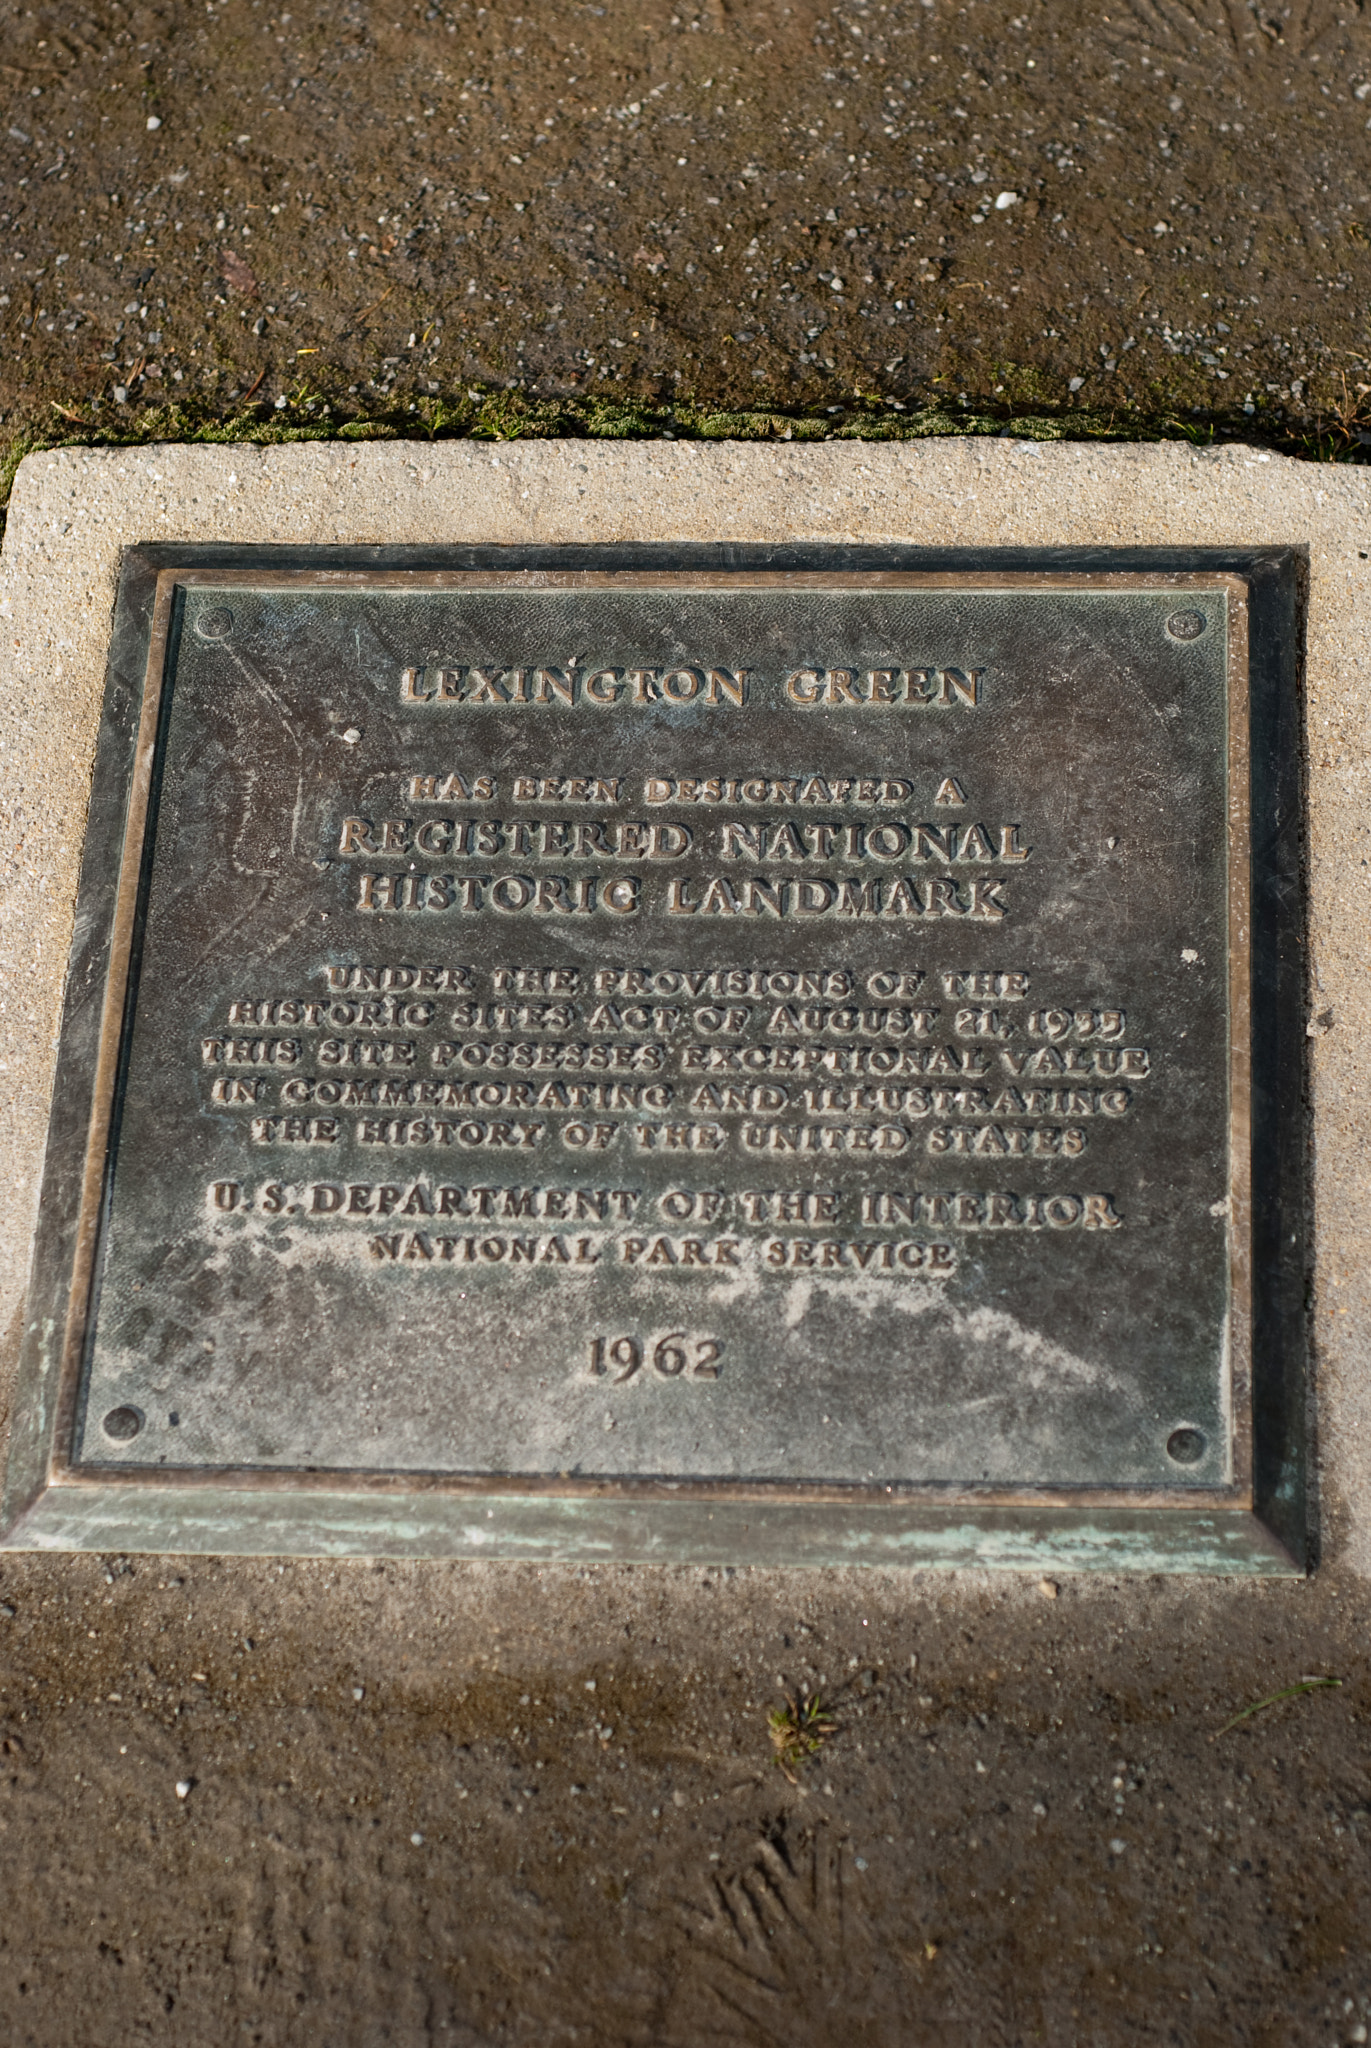 LEXINGTON GREEN
HAS BEEN DESIGNATED A
REGISTERED NATIONAL
HISTORIC LANDMARK
UNDER THE PROVISIONS OF THE
HISTORIC SITES ACT OF AUGUST 21, 1935
THIS SITE POSSESSES EXCEPTIONAL VALUE
IN COMMEMORATING AND ILLUSTRATING
THE HISTORY OF THE UNITED STATES
U.S. DEPARTMENT OF THE INTERIOR
NATIONAL PARK SERVICE
1962